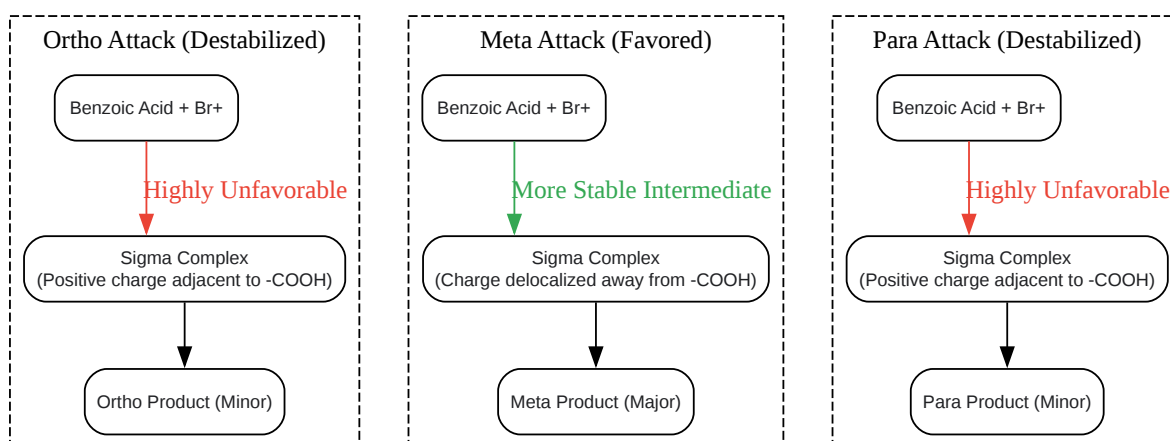 Ortho Attack (Destabilized)
Benzoic Acid + Br+
Highly Unfavorable
Sigma Complex
(Positive charge adjacent to -COOH)
Ortho Product (Minor)
Meta Attack (Favored)
Benzoic Acid + Br+
More Stable Intermediate
Sigma Complex
(Charge delocalized away from -COOH)
Meta Product (Major)
Para Attack (Destabilized)
Benzoic Acid + Br+
Highly Unfavorable
Sigma Complex
(Positive charge adjacent to -COOH)
Para Product (Minor)